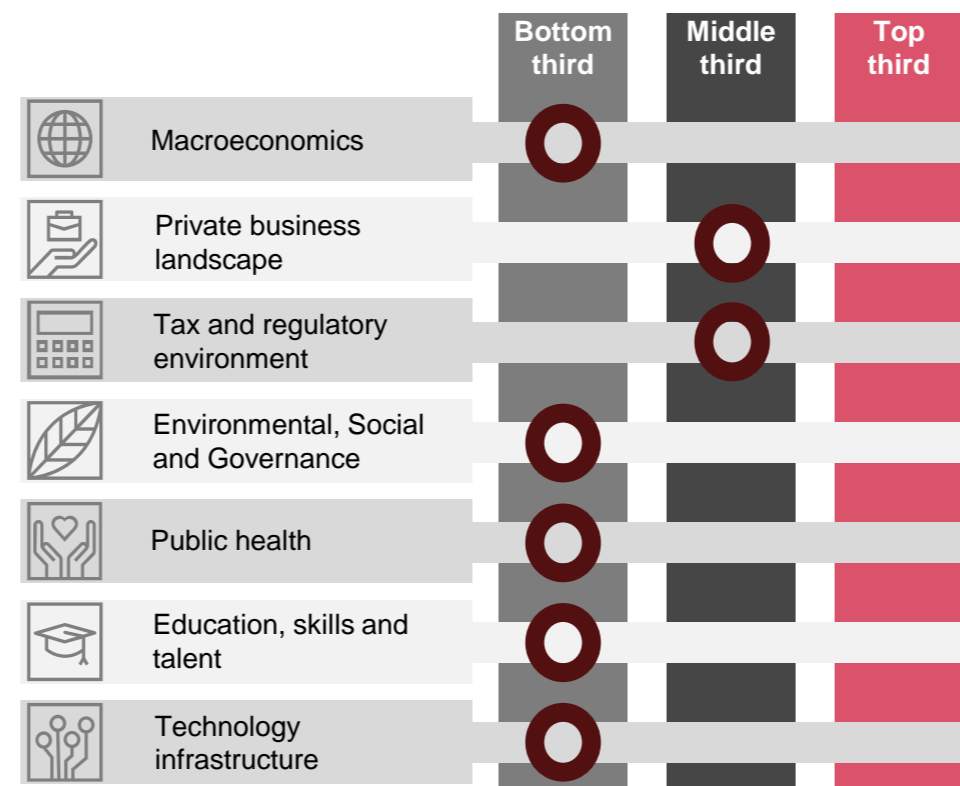 Bottom third
Middle third
Top third
Macroeconomics
Private business
landscape
Tax and regulatory
environment
Environmental, Social
and Governance
Public health
Education, skills and
talent
Technology
infrastructure